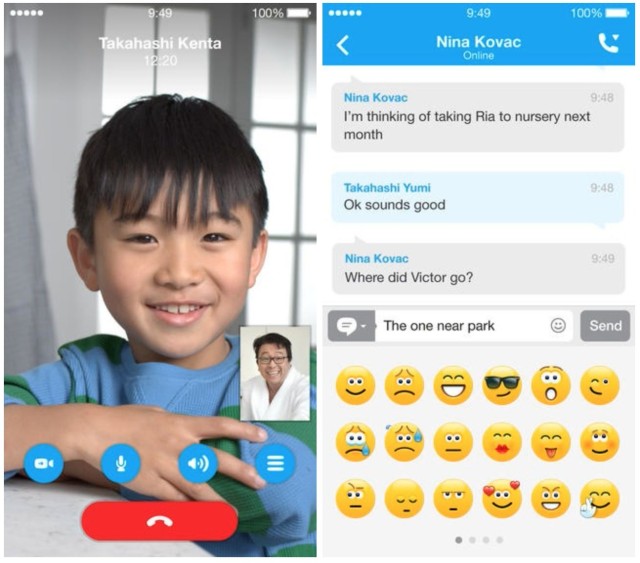 9:49
100%
Takahashi Kenta
12:20
9:49
100%
Nina Kovac
Online
Nina Kovac 9:48
I'm thinking of taking Ria to nursery next
month
Takahashi Yumi 9:48
Ok sounds good
Nina Kovac 9:49
Where did Victor go?
The one near park
Send